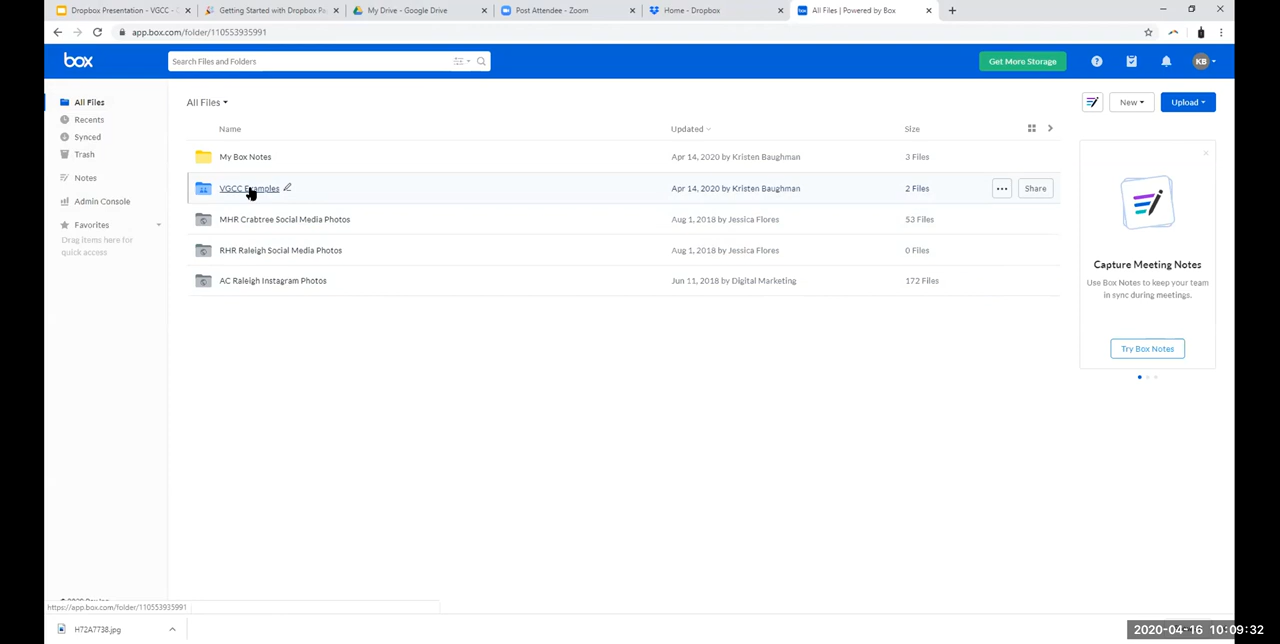 Dropbox Presentation - VGCC - C
Getting Started with Dropbox Pa
My Drive - Google Drive
Post Attendee - Zoom
Home - Dropbox
All Files | Powered by Box
app.box.com/folder/110553935991
box
Search Files and Folders
Get More Storage
KB
All Files
Recents
Synced
Trash
Notes
Admin Console
Favorites
Drag items here for
quick access
All Files
New
Upload
Name Updated Size
My Box Notes Apr 14, 2020 by Kristen Baughman 3 Files
VGCC Examples Apr 14, 2020 by Kristen Baughman 2 Files Share
MHR Crabtree Social Media Photos Aug 1, 2018 by Jessica Flores 53 Files
RHR Raleigh Social Media Photos Aug 1, 2018 by Jessica Flores 0 Files
AC Raleigh Instagram Photos Jun 11, 2018 by Digital Marketing 172 Files
Capture Meeting Notes
Use Box Notes to keep your team
in sync during meetings.
Try Box Notes
https://app.box.com/folder/110553935991
H72A7738.jpg
2020-04-16 10:09:32